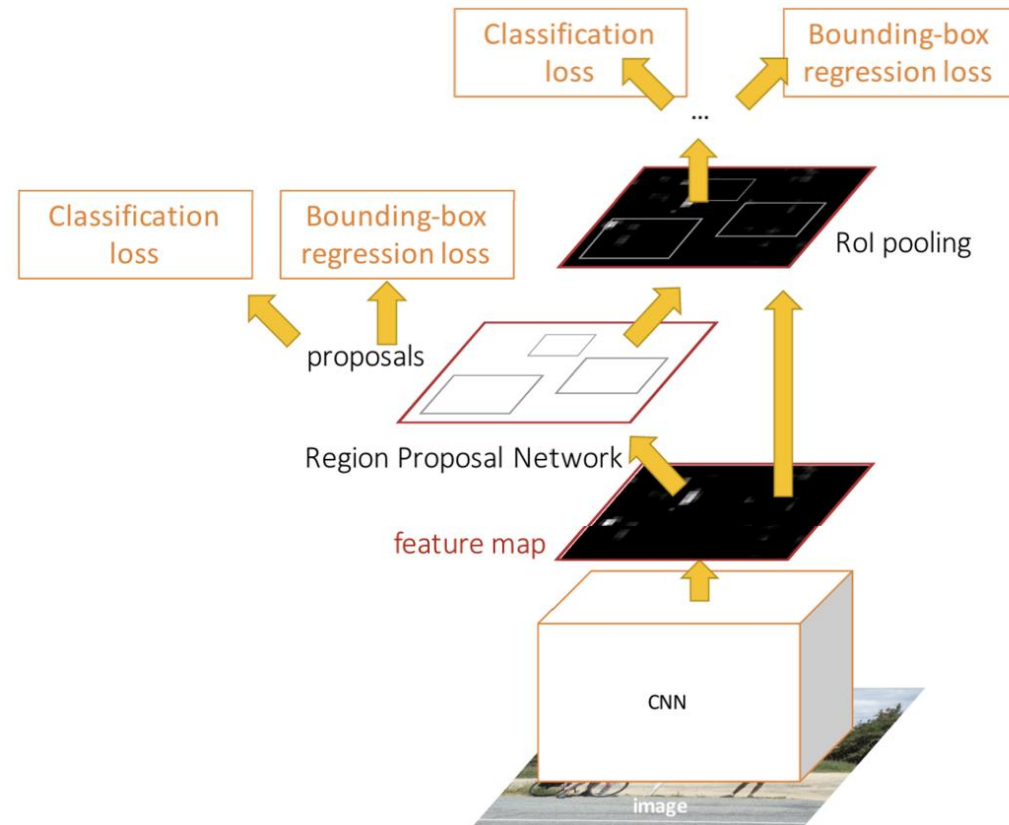 Classification
loss
Bounding-box
regression loss
...
Classification
loss
Bounding-box
regression loss
RoI pooling
proposals
Region Proposal Network
feature map
CNN
image